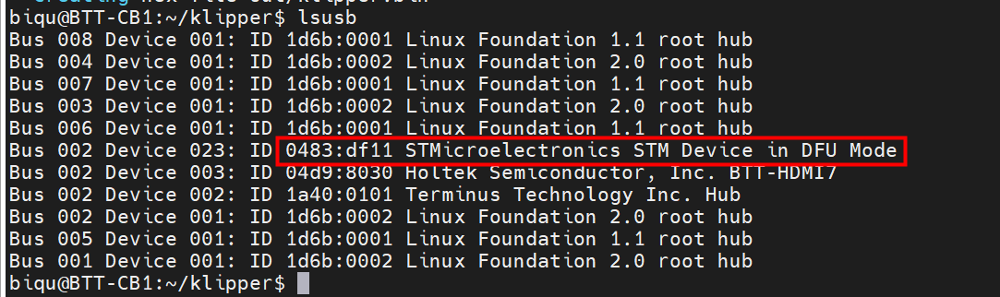 Creating hex file out/klipper.bin
biqu@BTT-CB1:~/klipper$ lsusb
Bus 008 Device 001: ID 1d6b:0001 Linux Foundation 1.1 root hub
Bus 004 Device 001: ID 1d6b:0002 Linux Foundation 2.0 root hub
Bus 007 Device 001: ID 1d6b:0001 Linux Foundation 1.1 root hub
Bus 003 Device 001: ID 1d6b:0002 Linux Foundation 2.0 root hub
Bus 006 Device 001: ID 1d6b:0001 Linux Foundation 1.1 root hub
Bus 002 Device 023: ID 0483:df11 STMicroelectronics STM Device in DFU Mode
Bus 002 Device 003: ID 04d9:8030 Holtek Semiconductor, Inc. BTT-HDMI7
Bus 002 Device 002: ID 1a40:0101 Terminus Technology Inc. Hub
Bus 002 Device 001: ID 1d6b:0002 Linux Foundation 2.0 root hub
Bus 005 Device 001: ID 1d6b:0001 Linux Foundation 1.1 root hub
Bus 001 Device 001: ID 1d6b:0002 Linux Foundation 2.0 root hub
biqu@BTT-CB1:~/klipper$